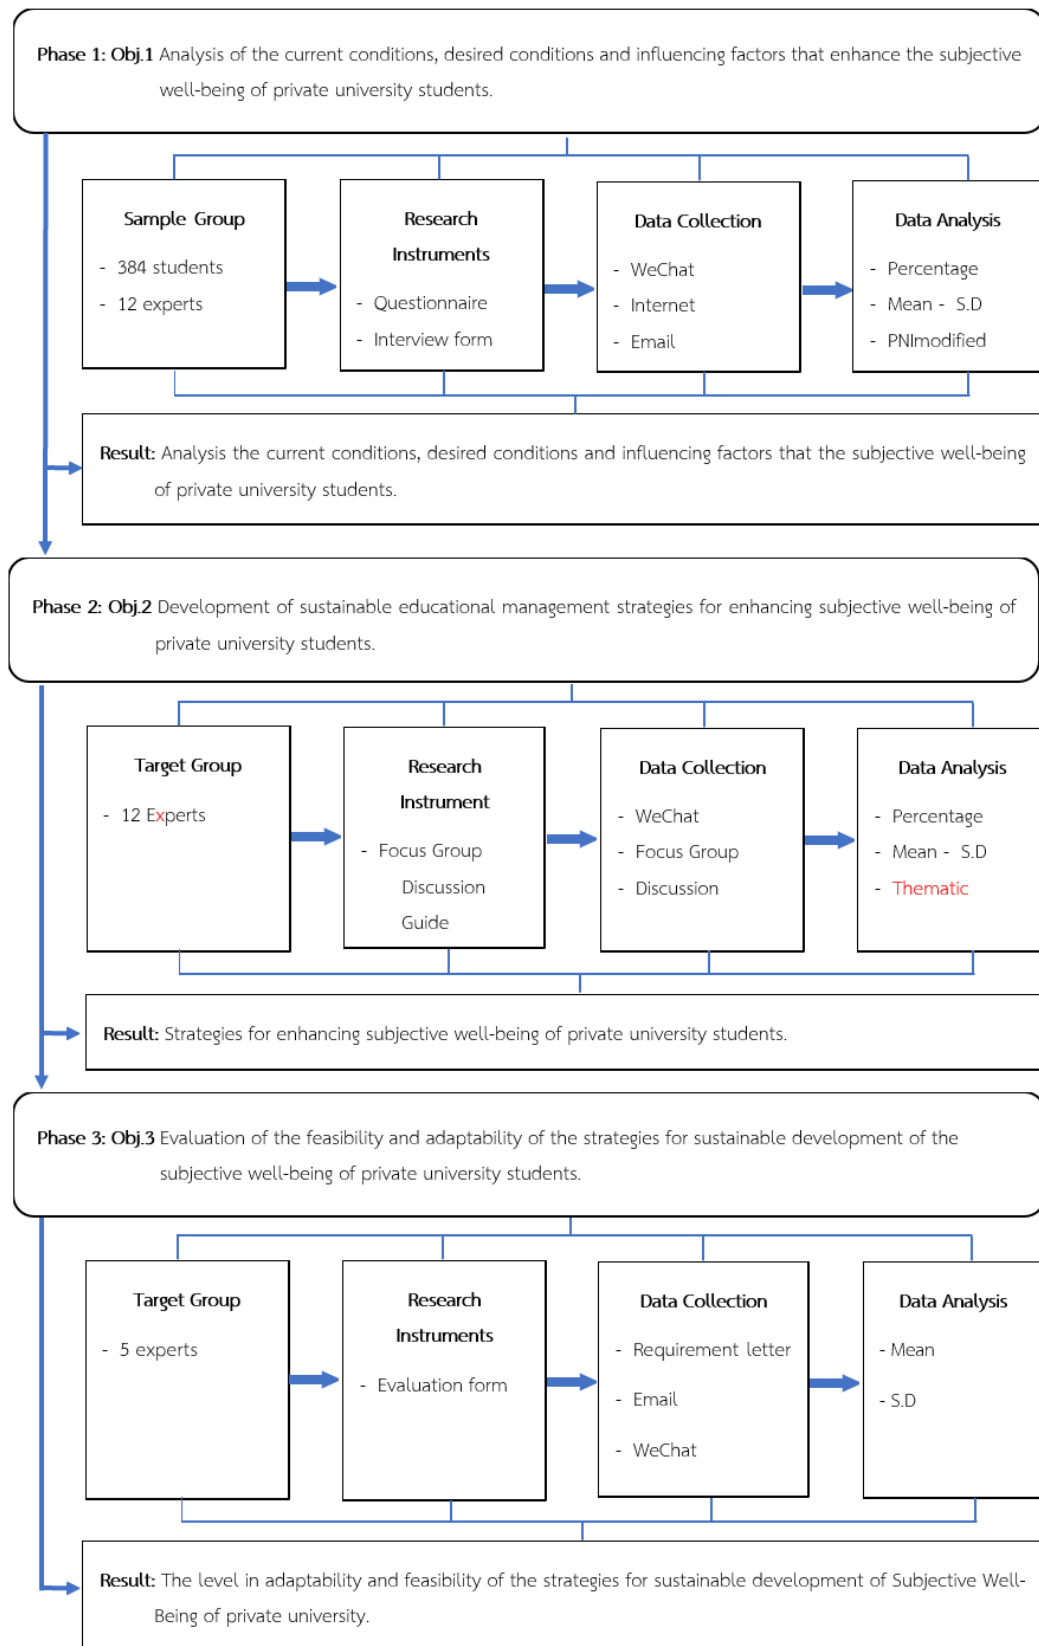 Phase 1: Obj.1 Analysis of the current conditions, desired conditions and influencing factors that enhance the subjective
well-being of private university students.
Sample Group
- 384 students
- 12 experts
Research
Instruments
- Questionnaire
- Interview form
Data Collection
- WeChat
- Internet
- Email
Data Analysis
- Percentage
- Mean - S.D
- PNImodified
Result: Analysis the current conditions, desired conditions and influencing factors that the subjective well-being
of private university students.
Phase 2: Obj.2 Development of sustainable educational management strategies for enhancing subjective well-being of
private university students.
Target Group
- 12 Experts
Research
Instrument
- Focus Group
Discussion
Guide
Data Collection
- WeChat
- Focus Group
- Discussion
Data Analysis
- Percentage
- Mean - S.D
- Thematic
Result: Strategies for enhancing subjective well-being of private university students.
Phase 3: Obj.3 Evaluation of the feasibility and adaptability of the strategies for sustainable development of the
subjective well-being of private university students.
Target Group
- 5 experts
Research
Instruments
- Evaluation form
Data Collection
- Requirement letter
- Email
- WeChat
Data Analysis
- Mean
- S.D
Result: The level in adaptability and feasibility of the strategies for sustainable development of Subjective Well-
Being of private university.